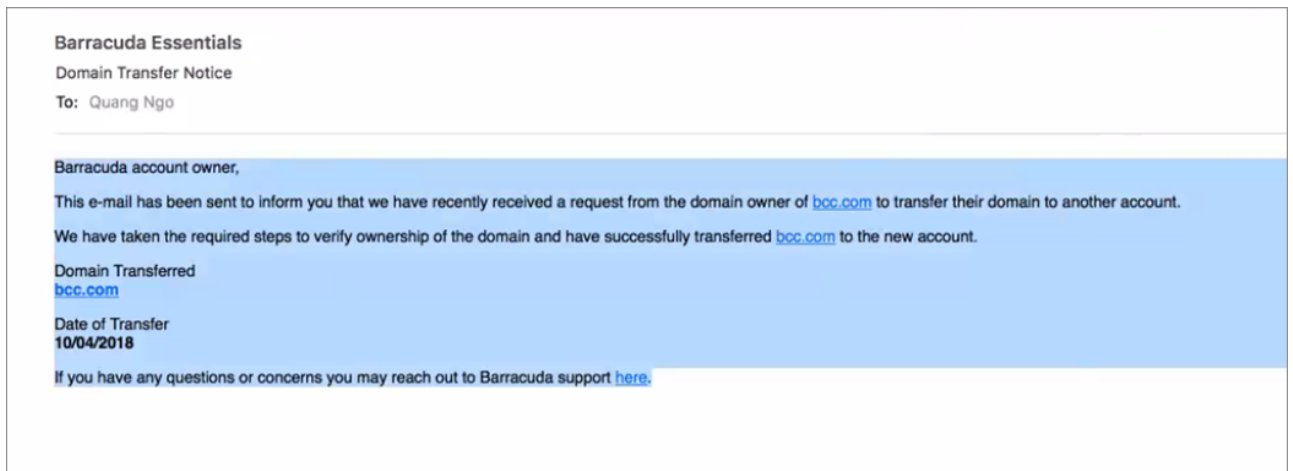 Barracuda Essentials
Domain Transfer Notice
To: Quang Ngo
Barracuda account owner,
This e-mail has been sent to inform you that we have recently received a request from the domain owner of bcc.com to transfer their domain to another account.
We have taken the required steps to verify ownership of the domain and have successfully transferred bcc.com to the new account.
Domain Transferred
bcc.com
Date of Transfer
10/04/2018
If you have any questions or concerns you may reach out to Barracuda support here.